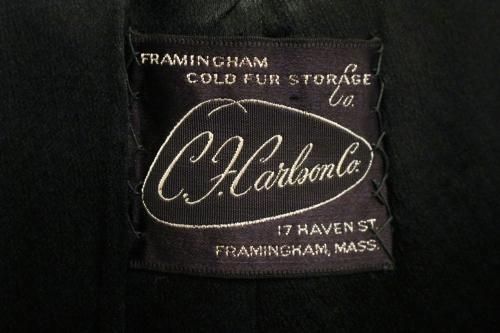 FRAMINGHAM
COLD FUR STORAGE
Co.
C.F. Carlson Co.
17 HAVEN ST.
FRAMINGHAM, MASS.